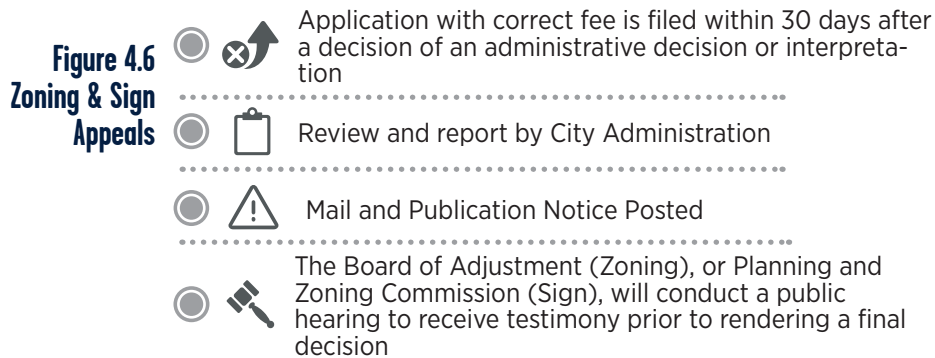 Figure 4.6
Zoning & Sign
Appeals
Application with correct fee is filed within 30 days after
a decision of an administrative decision or interpreta-
tion
Review and report by City Administration
Mail and Publication Notice Posted
The Board of Adjustment (Zoning), or Planning and
Zoning Commission (Sign), will conduct a public
hearing to receive testimony prior to rendering a final
decision